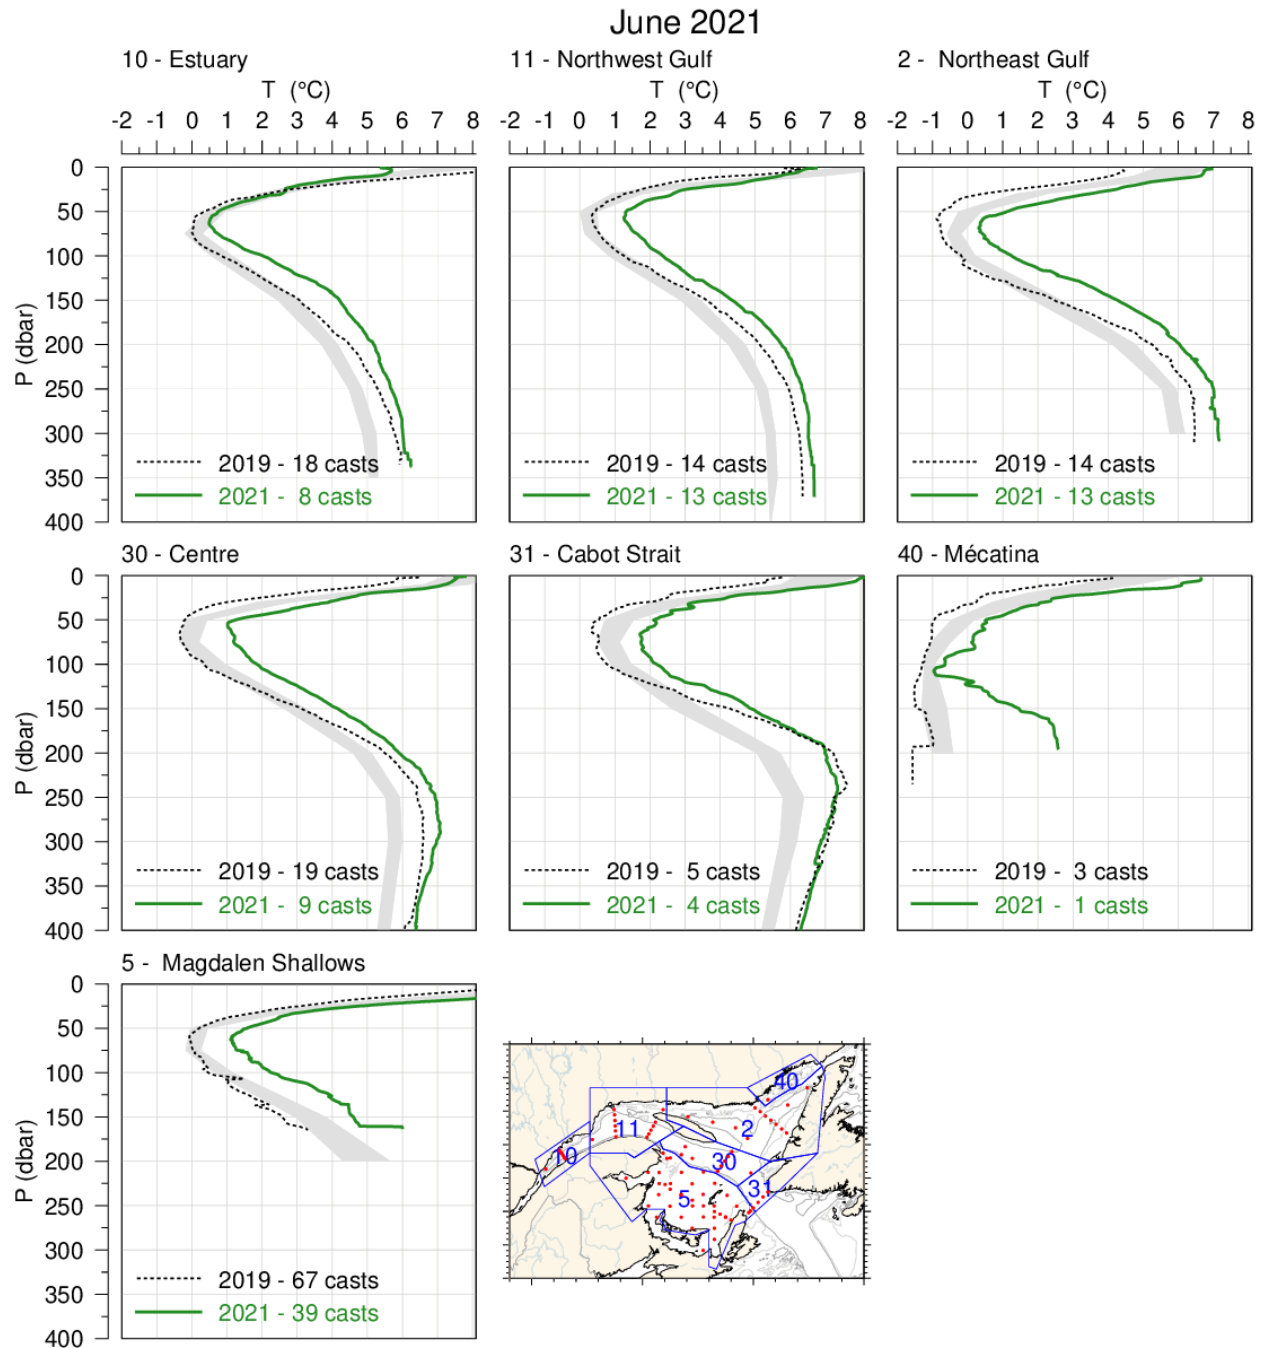 June 2021
10 - Estuary
11 - Northwest Gulf
2 - Northeast Gulf
T (°C)
T (°C)
T (°C)
-2 -1 0 1 2 3 4 5 6 7 8
-2 -1 0 1 2 3 4 5 6 7 8
-2 -1 0 1 2 3 4 5 6 7 8
P (dbar)
0
50
100
150
200
250
300
350
400
2019 - 18 casts
2021 - 8 casts
2019 - 14 casts
2021 - 13 casts
2019 - 14 casts
2021 - 13 casts
30 - Centre
31 - Cabot Strait
40 - Mécatina
P (dbar)
0
50
100
150
200
250
300
350
400
2019 - 19 casts
2021 - 9 casts
2019 - 5 casts
2021 - 4 casts
2019 - 3 casts
2021 - 1 casts
5 - Magdalen Shallows
P (dbar)
0
50
100
150
200
250
300
350
400
2019 - 67 casts
2021 - 39 casts
40
11
2
10
30
31
5